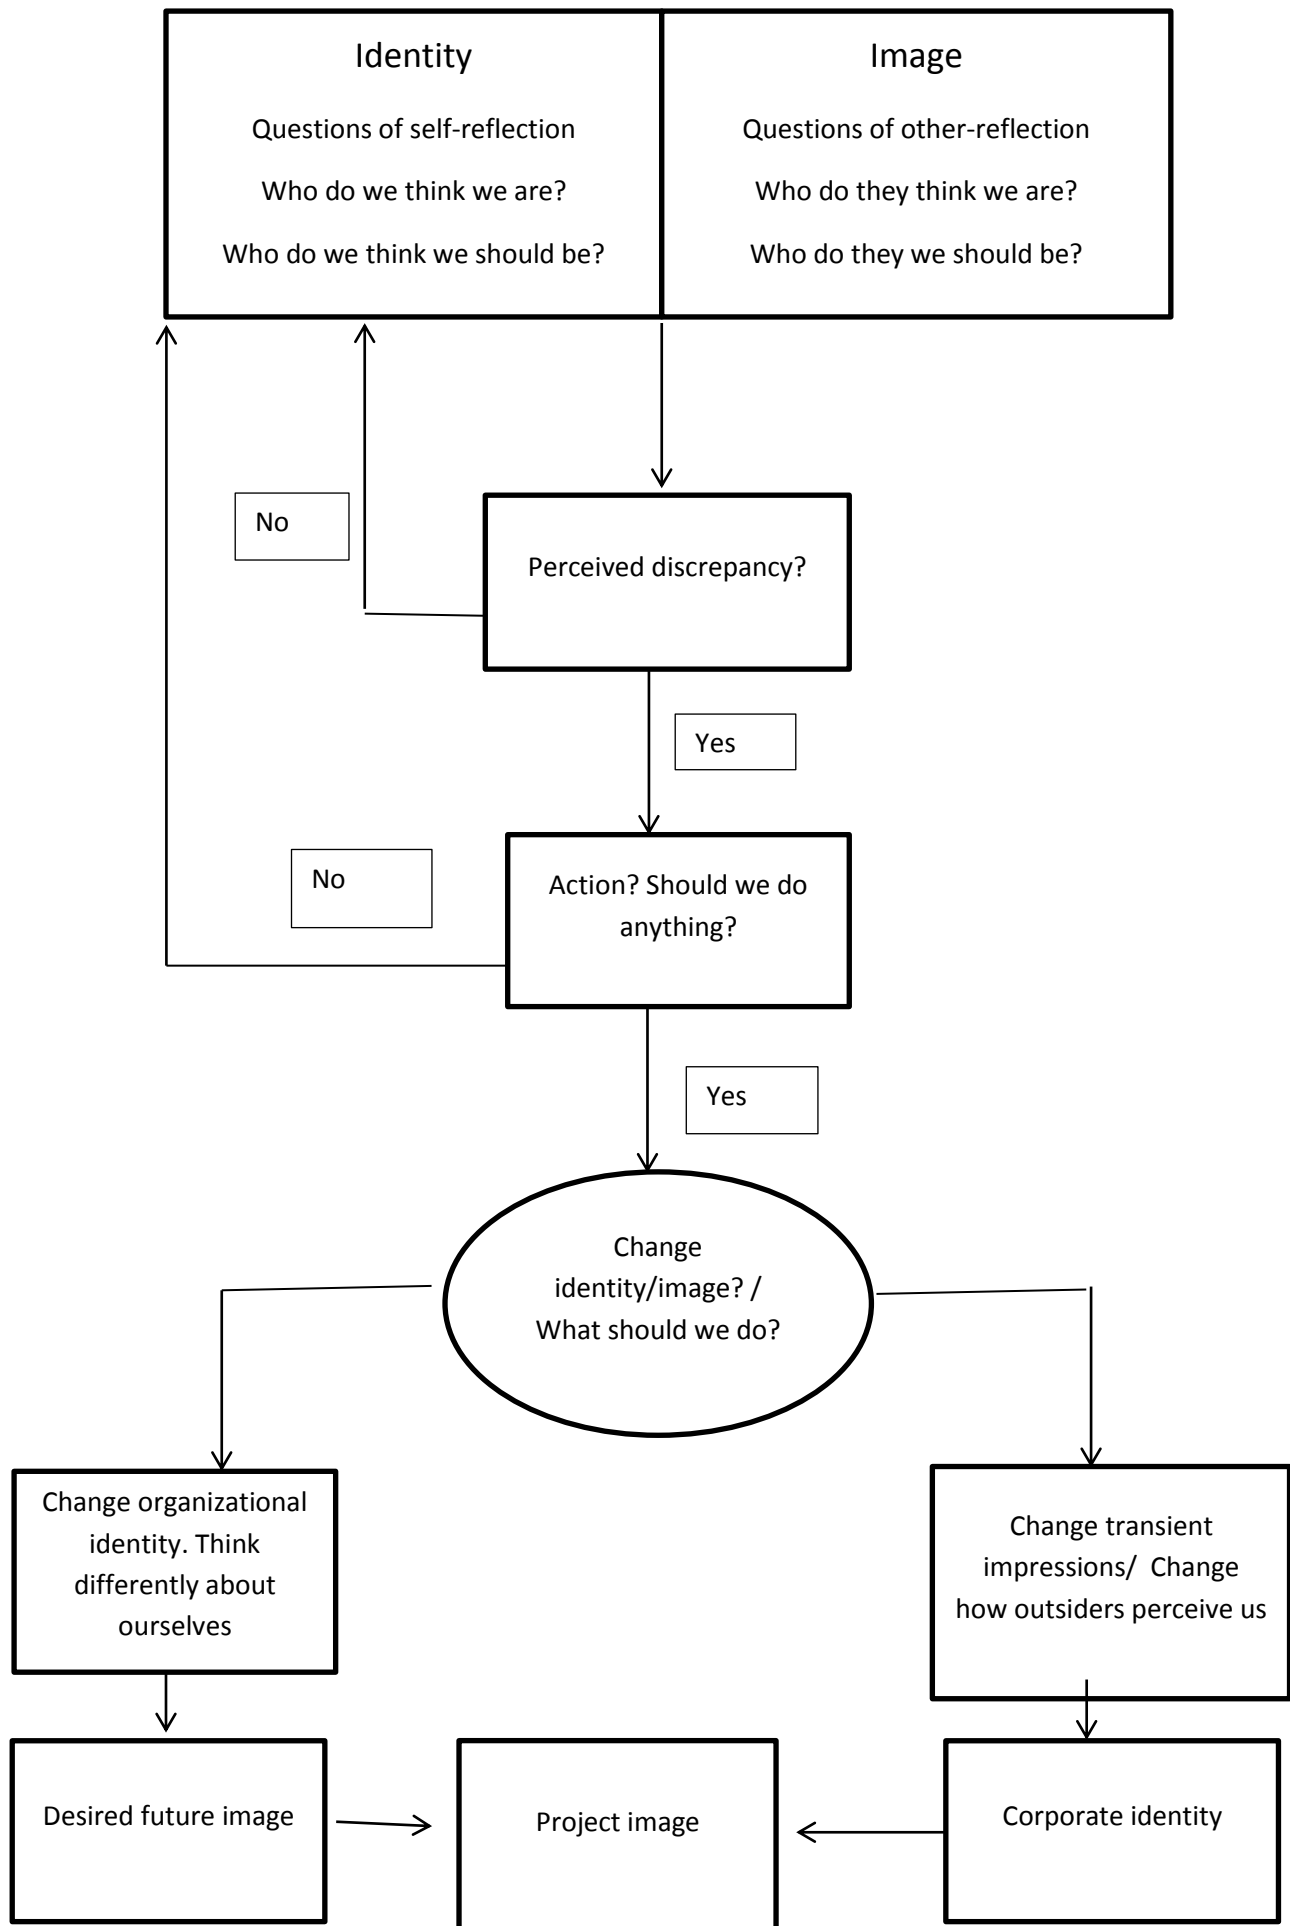 Identity
Questions of self-reflection
Who do we think we are?
Who do we think we should be?
Image
Questions of other-reflection
Who do they think we are?
Who do they we should be?
No
Perceived discrepancy?
Yes
No
Action? Should we do
anything?
Yes
Change
identity/image? /
What should we do?
Change organizational
identity. Think
differently about
ourselves
Change transient
impressions/  Change
how outsiders perceive us
Desired future image
Project image
Corporate identity